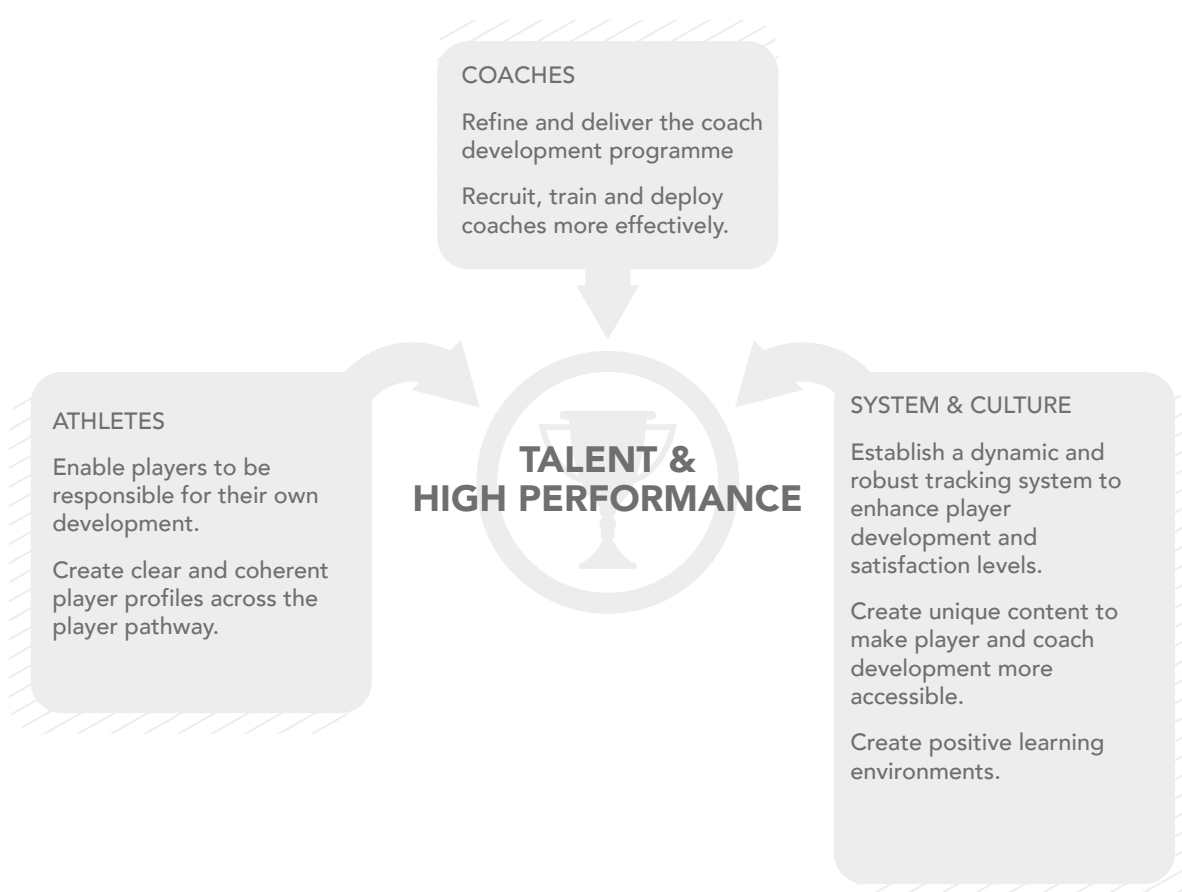 COACHES
Refine and deliver the coach
development programme
Recruit, train and deploy
coaches more effectively.
ATHLETES
Enable players to be
responsible for their own
development.
Create clear and coherent
player profiles across the
player pathway.
TALENT &
HIGH PERFORMANCE
SYSTEM & CULTURE
Establish a dynamic and
robust tracking system to
enhance player
development and
satisfaction levels.
Create unique content to
make player and coach
development more
accessible.
Create positive learning
environments.